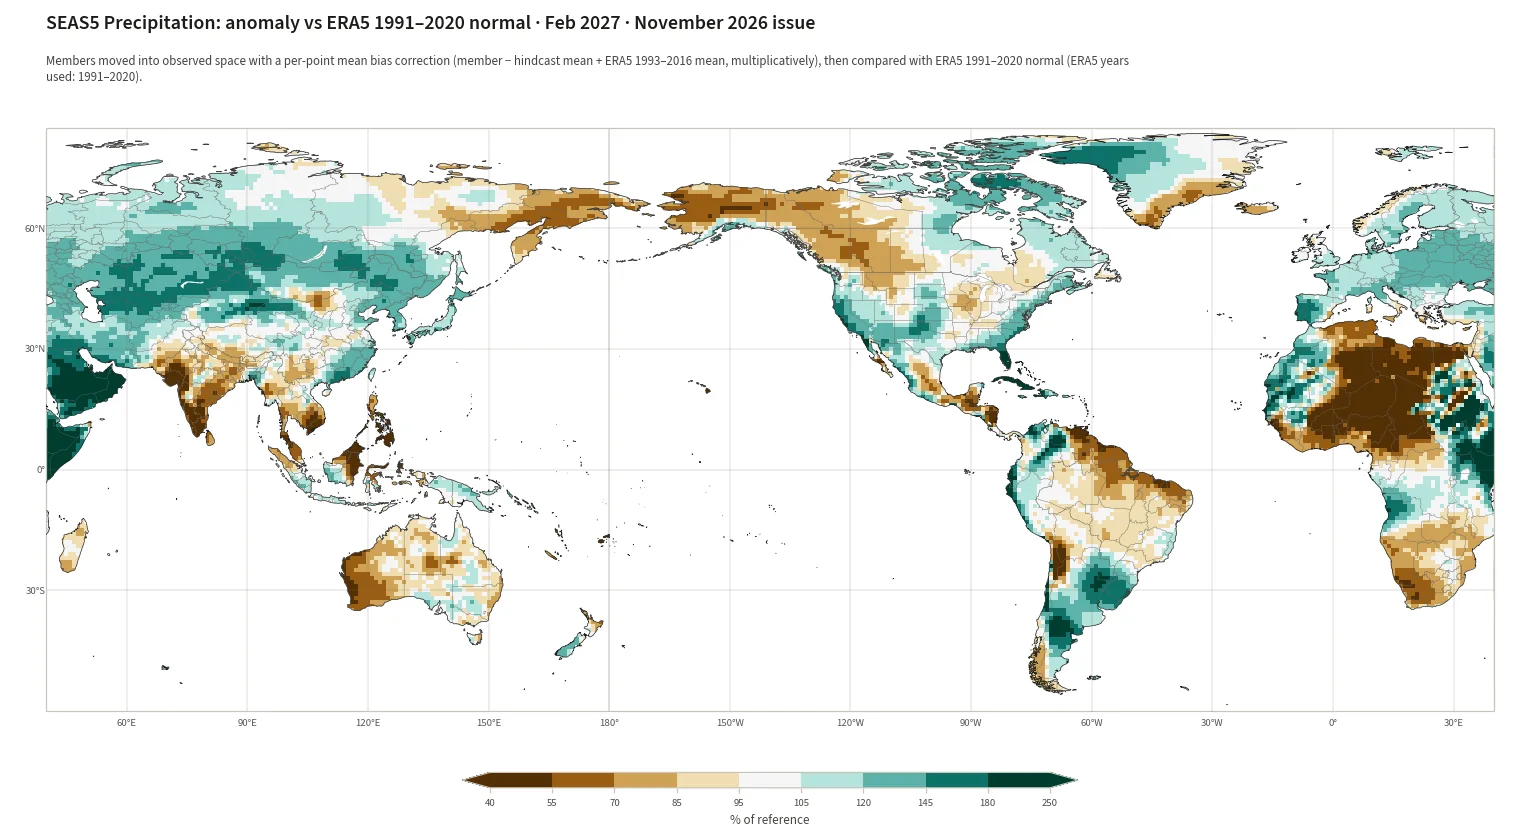 SEAS5 Precipitation: anomaly vs ERA5 1991–2020 normal · Feb 2027 · November 2026 issue
Members moved into observed space with a per-point mean bias correction (member − hindcast mean + ERA5 1993–2016 mean, multiplicatively), then compared with ERA5 1991–2020 normal (ERA5 years
used: 1991–2020).
60°N
30°N
0°
30°S
60°E 90°E 120°E 150°E 180° 150°W 120°W 90°W 60°W 30°W 0° 30°E
40 55 70 85 95 105 120 145 180 250
% of reference